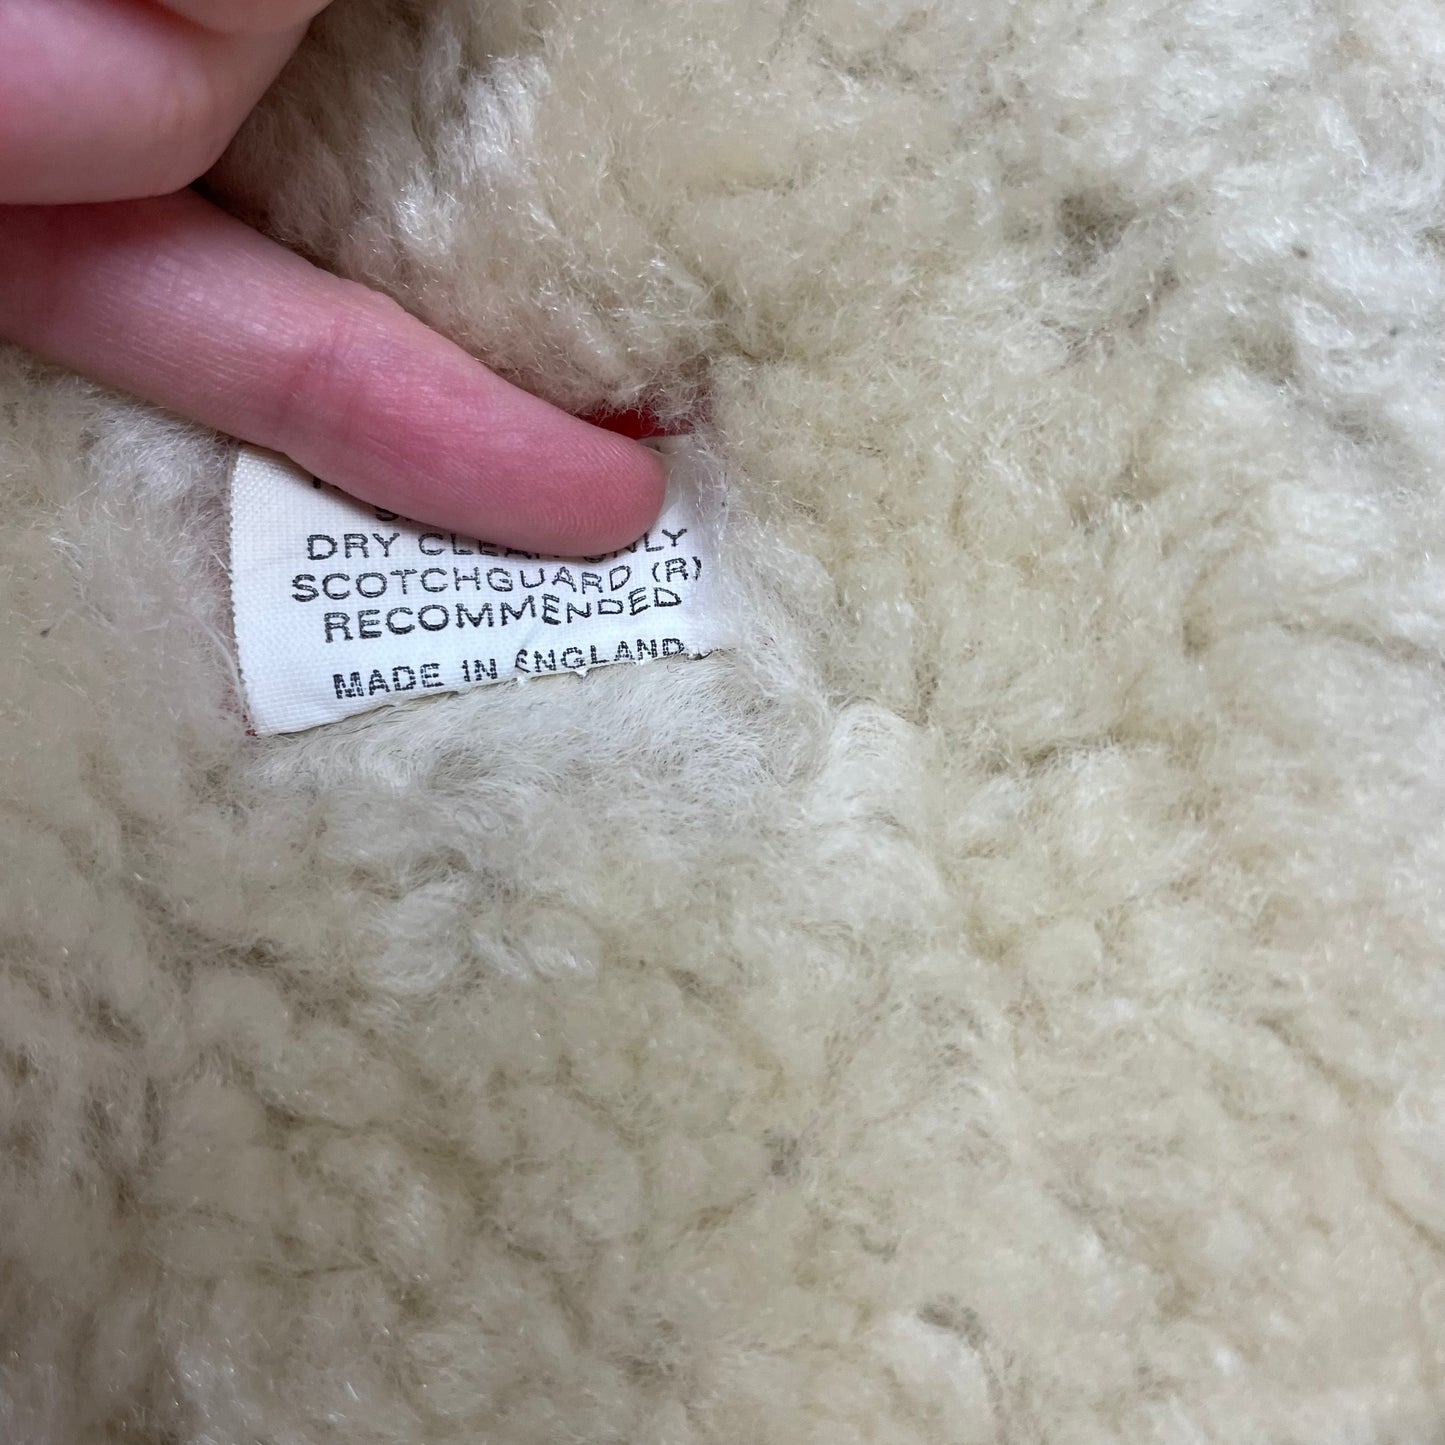 DRY CLEAN ONLY
SCOTCHGUARD (R)
RECOMMENDED
MADE IN ENGLAND